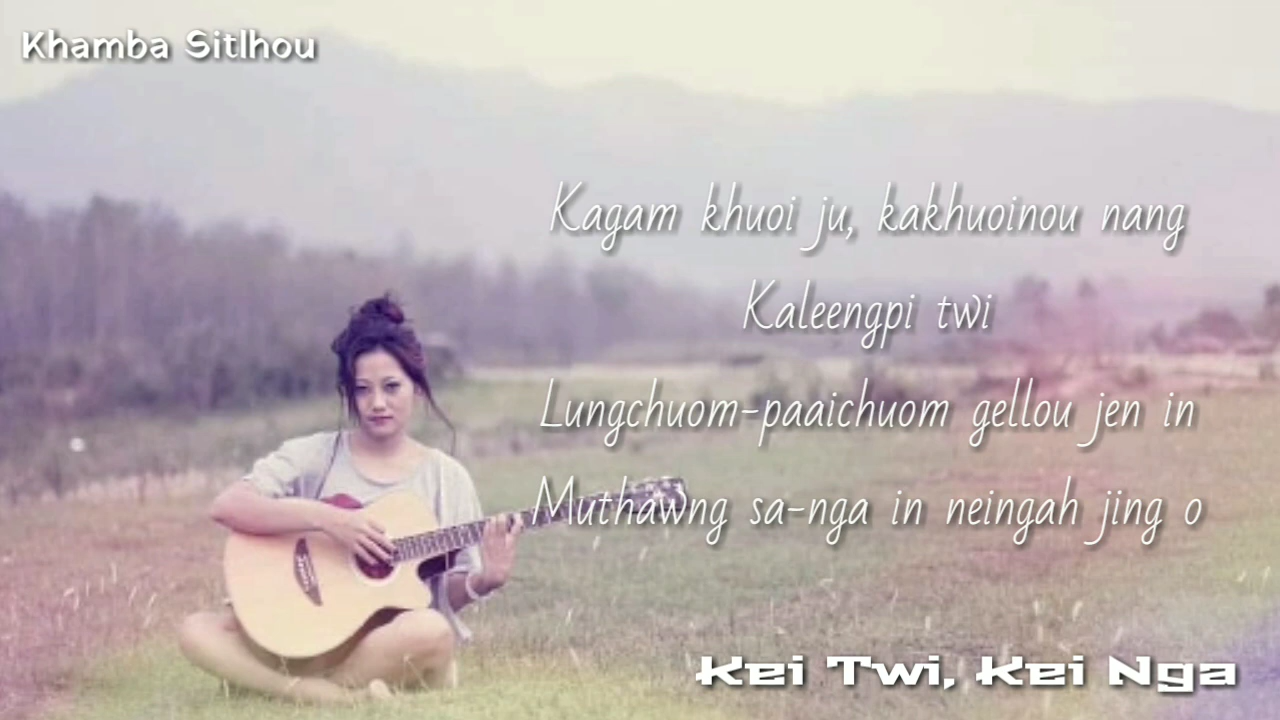 Khamba Sitlhou
Kagam khuoi ju, kakhuoinou nang
Kaleengpi twi
Lungchuom-paaichuom gellou jen in
Muthawng sa-nga in neingah jing o
Kei Twi, Kei Nga